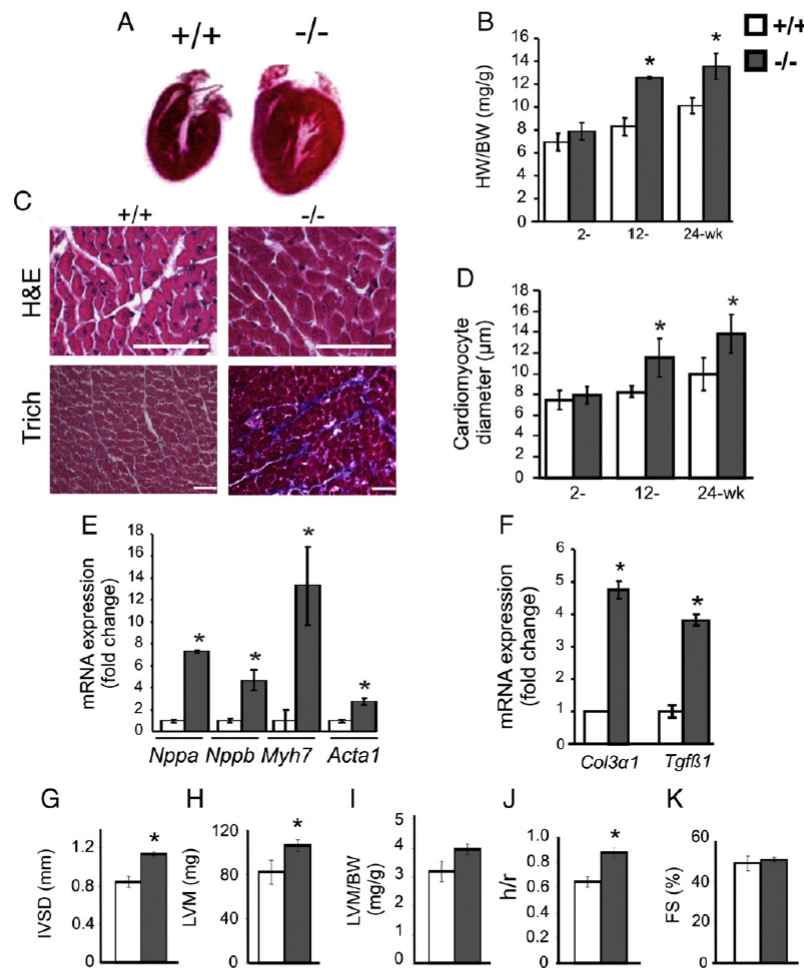 A
+/+
-/-
B
+/+
-/-
HW/BW (mg/g)
16
14
12
10
8
6
4
2
0
*
*
2-
12-
24-wk
C
+/+
-/-
H&E
Trich
D
Cardiomyocyte
diameter (µm)
18
16
14
12
10
8
6
4
2
0
*
*
2-
12-
24-wk
E
mRNA expression
(fold change)
18
16
14
12
10
8
6
4
2
0
*
*
*
*
Nppa
Nppb
Myh7
Acta1
F
mRNA expression
(fold change)
6
5
4
3
2
1
0
*
*
Col3α1
Tgfß1
G
IVSD (mm)
1.2
0.8
0.4
0
*
H
LVM (mg)
120
80
40
0
*
I
LVM/BW
(mg/g)
5
4
3
2
1
0
J
h/r
1.0
0.8
0.6
0.4
0.2
0
*
K
FS (%)
60
40
20
0